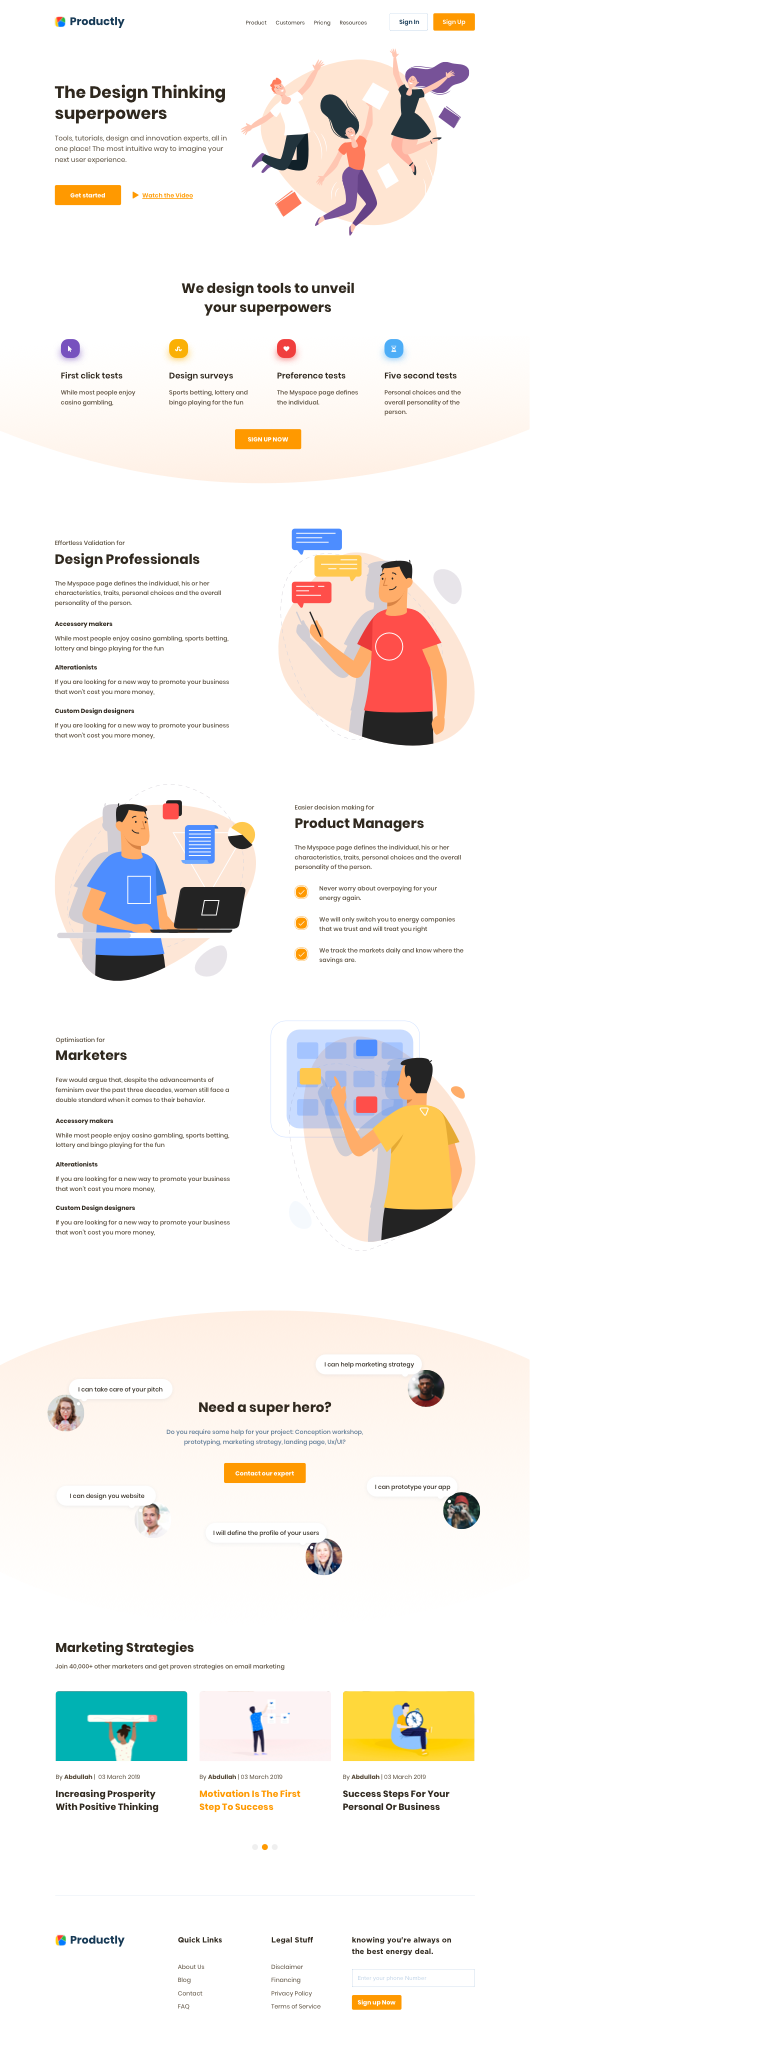 Productly
Product Customers Pricing Resources Sign In Sign Up
The Design Thinking
superpowers
Tools, tutorials, design and innovation experts, all in
one place! The most intuitive way to imagine your
next user experience.
Get started Watch the Video
We design tools to unveil
your superpowers
First click tests
While most people enjoy
casino gambling,
Design surveys
Sports betting, lottery and
bingo playing for the fun
Preference tests
The Myspace page defines
the individual.
Five second tests
Personal choices and the
overall personality of the
person.
SIGN UP NOW
Effortless Validation for
Design Professionals
The Myspace page defines the individual, his or her
characteristics, traits, personal choices and the overall
personality of the person.
Accessory makers
While most people enjoy casino gambling, sports betting,
lottery and bingo playing for the fun
Alterationists
If you are looking for a new way to promote your business
that won't cost you more money,
Custom Design designers
If you are looking for a new way to promote your business
that won't cost you more money,
Easier decision making for
Product Managers
The Myspace page defines the individual, his or her
characteristics, traits, personal choices and the overall
personality of the person.
Never worry about overpaying for your
energy again.
We will only switch you to energy companies
that we trust and will treat you right
We track the markets daily and know where the
savings are.
Optimisation for
Marketers
Few would argue that, despite the advancements of
feminism over the past three decades, women still face a
double standard when it comes to their behavior.
Accessory makers
While most people enjoy casino gambling, sports betting,
lottery and bingo playing for the fun
Alterationists
If you are looking for a new way to promote your business
that won't cost you more money,
Custom Design designers
If you are looking for a new way to promote your business
that won't cost you more money,
I can help marketing strategy
I can take care of your pitch
Need a super hero?
Do you require some help for your project: Conception workshop,
prototyping, marketing strategy, landing page, Ux/UI?
Contact our expert
I can prototype your app
I can design you website
I will define the profile of your users
Marketing Strategies
Join 40,000+ other marketers and get proven strategies on email marketing
By Abdullah | 03 March 2019
Increasing Prosperity
With Positive Thinking
By Abdullah | 03 March 2019
Motivation Is The First
Step To Success
By Abdullah | 03 March 2019
Success Steps For Your
Personal Or Business
Productly
Quick Links
About Us
Blog
Contact
FAQ
Legal Stuff
Disclaimer
Financing
Privacy Policy
Terms of Service
knowing you're always on
the best energy deal.
Enter your phone Number
Sign up Now